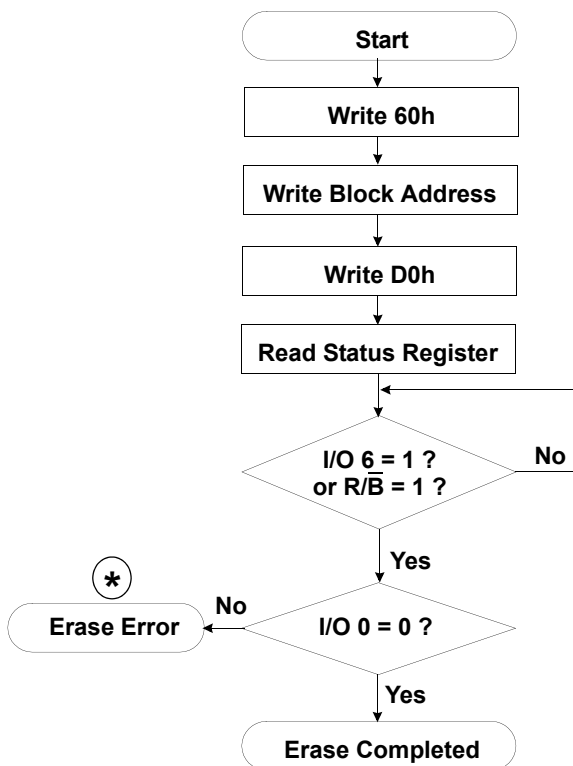 Start
Write 60h
Write Block Address
Write D0h
Read Status Register
I/O 6 = 1 ?
or R/B̅ = 1 ?
No
Yes
*
No
Erase Error
I/O 0 = 0 ?
Yes
Erase Completed